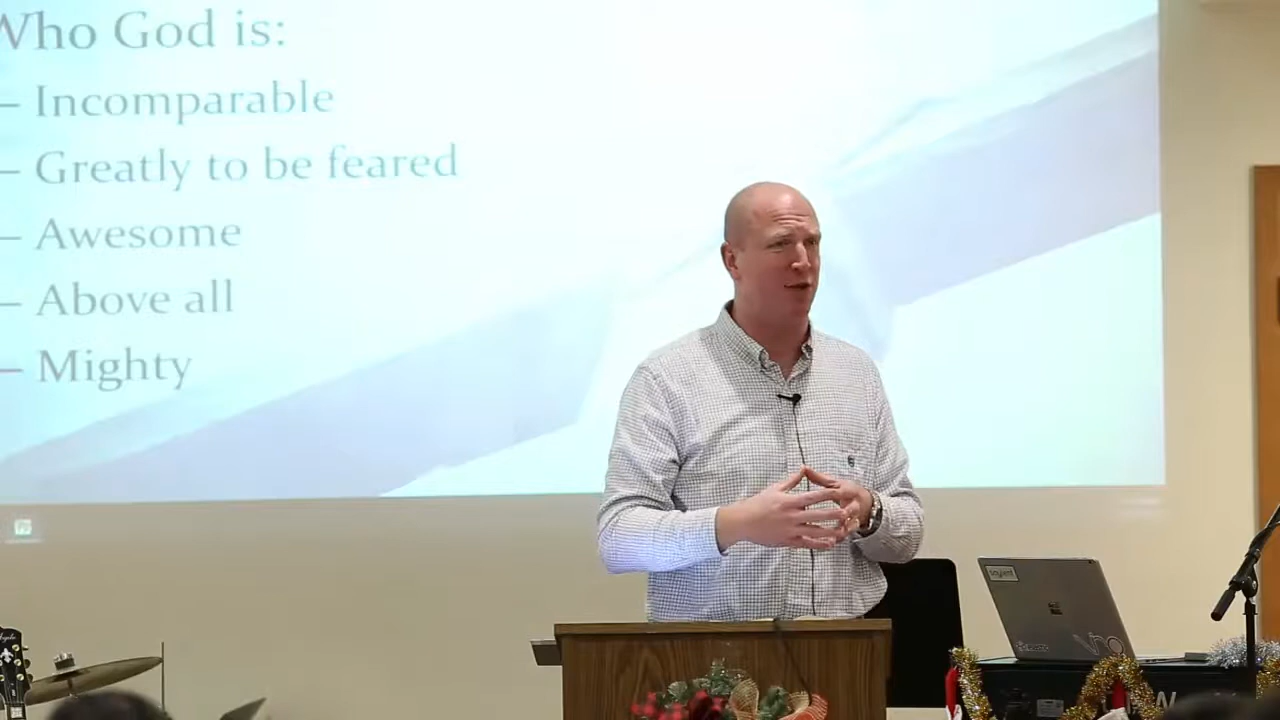 Who God is:
– Incomparable
– Greatly to be feared
– Awesome
– Above all
– Mighty